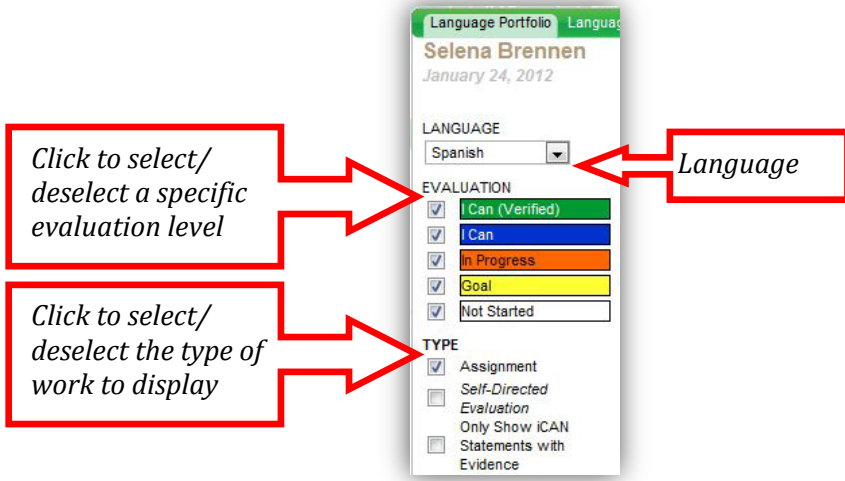 Language Portfolio Languag
Selena Brennen
January 24, 2012
LANGUAGE
Spanish
EVALUATION
I Can (Verified)
I Can
In Progress
Goal
Not Started
TYPE
Assignment
Self-Directed
Evaluation
Only Show iCAN
Statements with
Evidence
Click to select/
deselect a specific
evaluation level
Click to select/
deselect the type of
work to display
Language